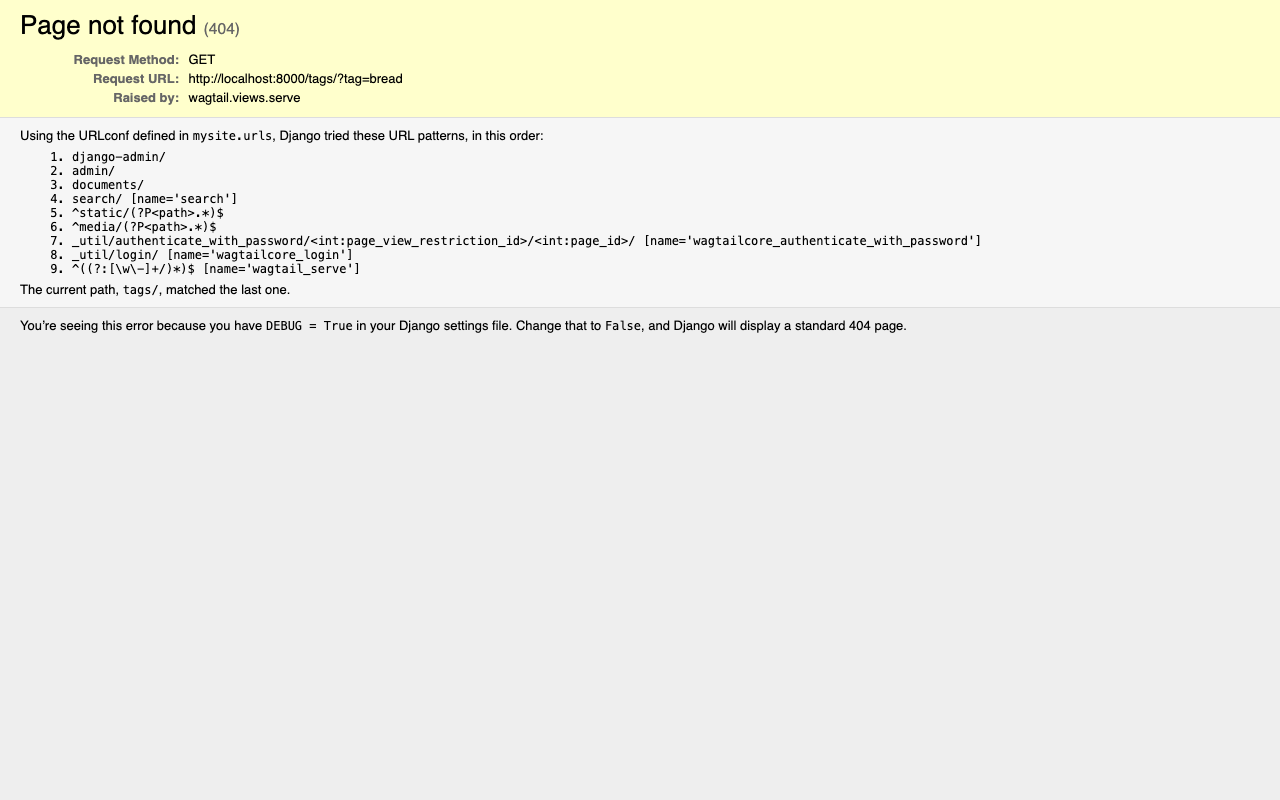 Page not found (404)
Request Method: GET
Request URL: http://localhost:8000/tags/?tag=bread
Raised by: wagtail.views.serve
Using the URLconf defined in mysite.urls, Django tried these URL patterns, in this order:
1. django-admin/
2. admin/
3. documents/
4. search/ [name='search']
5. ^static/(?P<path>.*)$
6. ^media/(?P<path>.*)$
7. _util/authenticate_with_password/<int:page_view_restriction_id>/<int:page_id>/ [name='wagtailcore_authenticate_with_password']
8. _util/login/ [name='wagtailcore_login']
9. ^((?:[\w\-]+/)*)$ [name='wagtail_serve']
The current path, tags/, matched the last one.
You’re seeing this error because you have DEBUG = True in your Django settings file. Change that to False, and Django will display a standard 404 page.